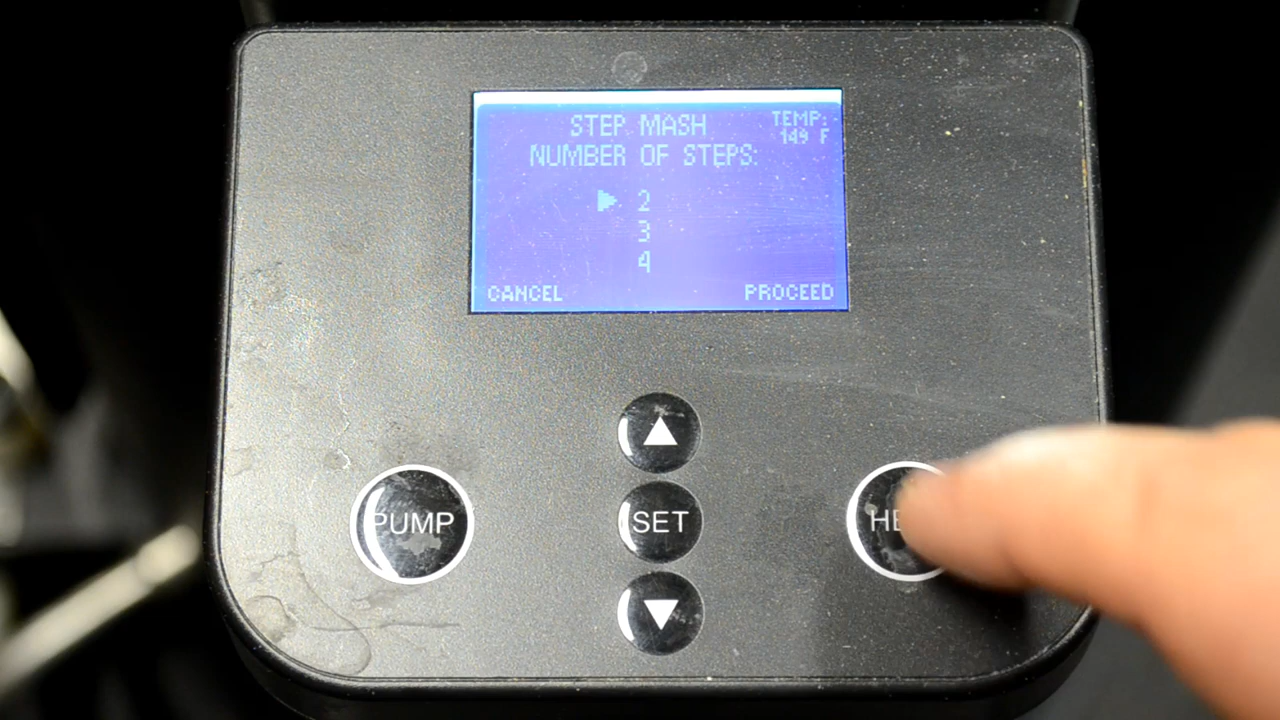 STEP MASH
TEMP:
149 F
NUMBER OF STEPS:
2
3
4
CANCEL
PROCEED
PUMP
SET